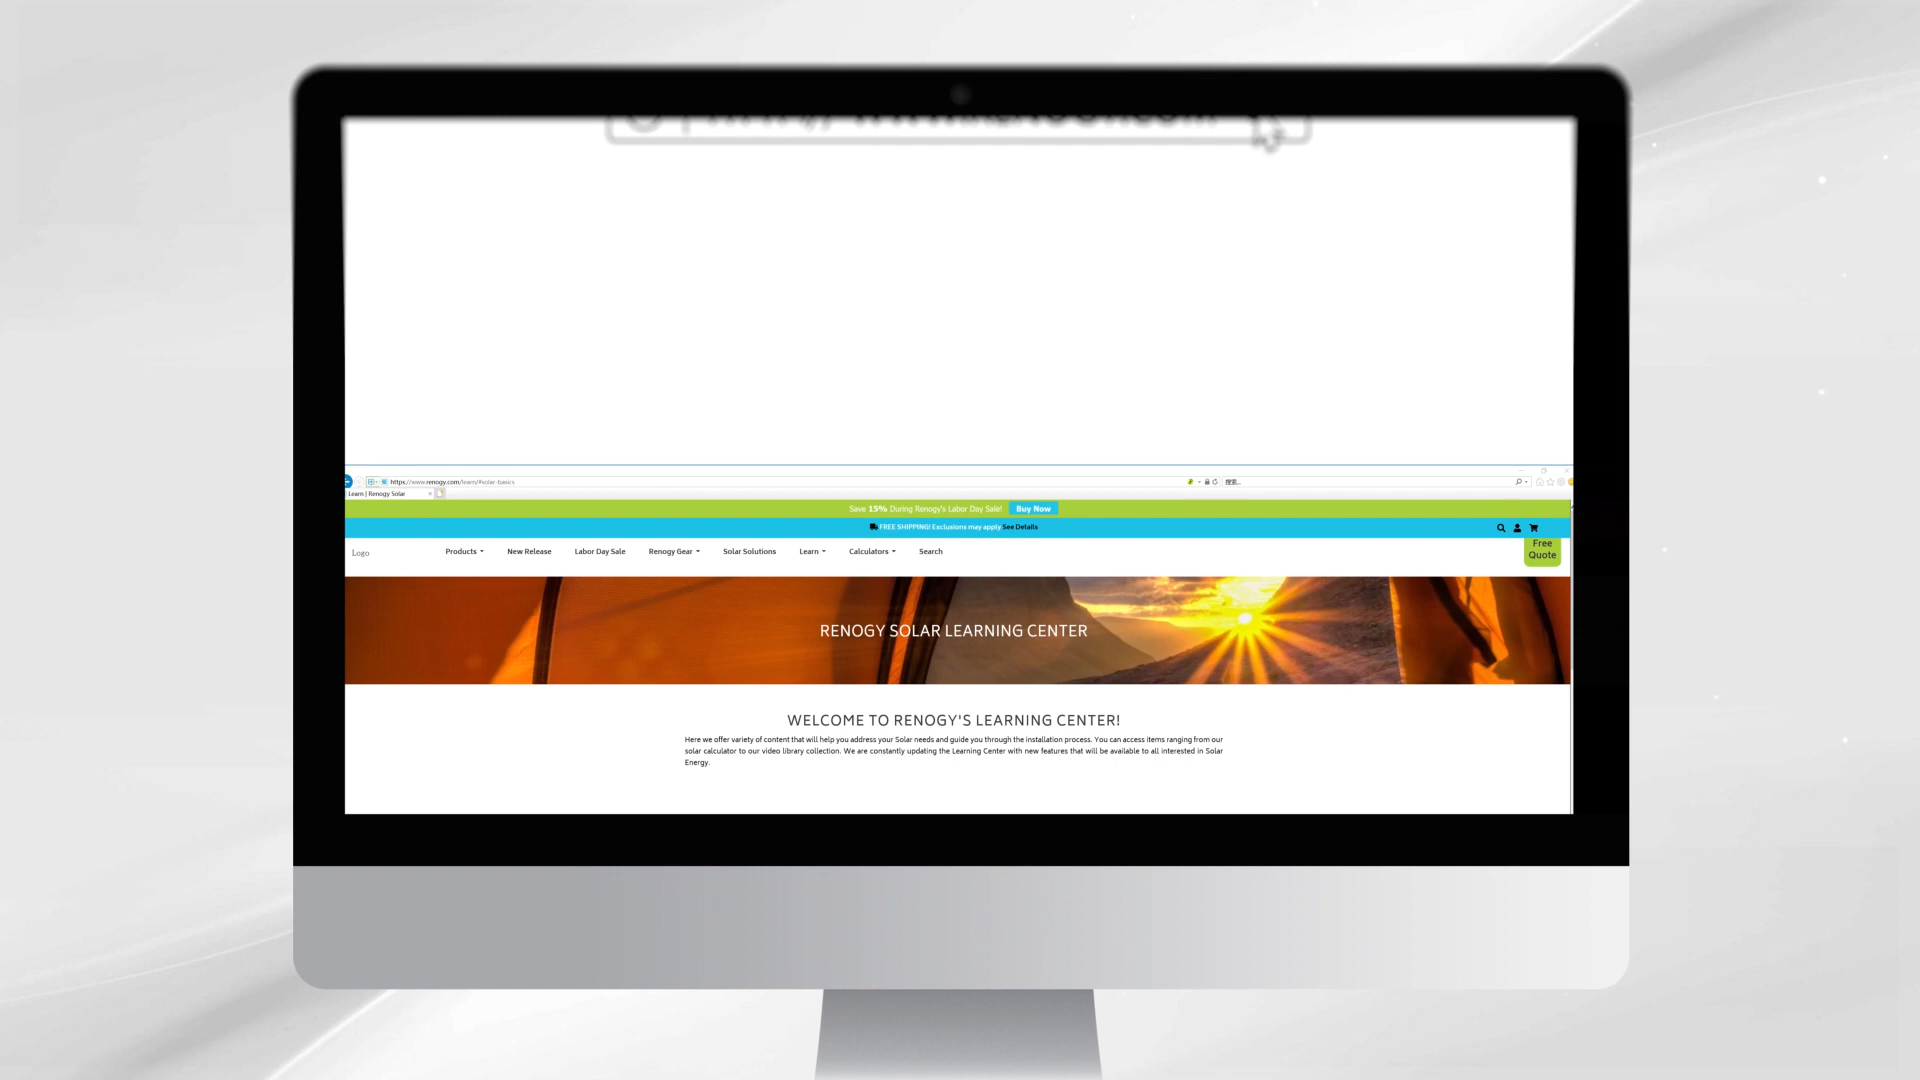 https://www.renogy.com/learn/#solar-basics
搜索...
Learn | Renogy Solar
Save 15% During Renogy's Labor Day Sale! Buy Now
FREE SHIPPING! Exclusions may apply See Details
Logo Products New Release Labor Day Sale Renogy Gear Solar Solutions Learn Calculators Search
Free
Quote
RENOGY SOLAR LEARNING CENTER
WELCOME TO RENOGY'S LEARNING CENTER!
Here we offer variety of content that will help you address your Solar needs and guide you through the installation process. You can access items ranging from our
solar calculator to our video library collection. We are constantly updating the Learning Center with new features that will be available to all interested in Solar
Energy.